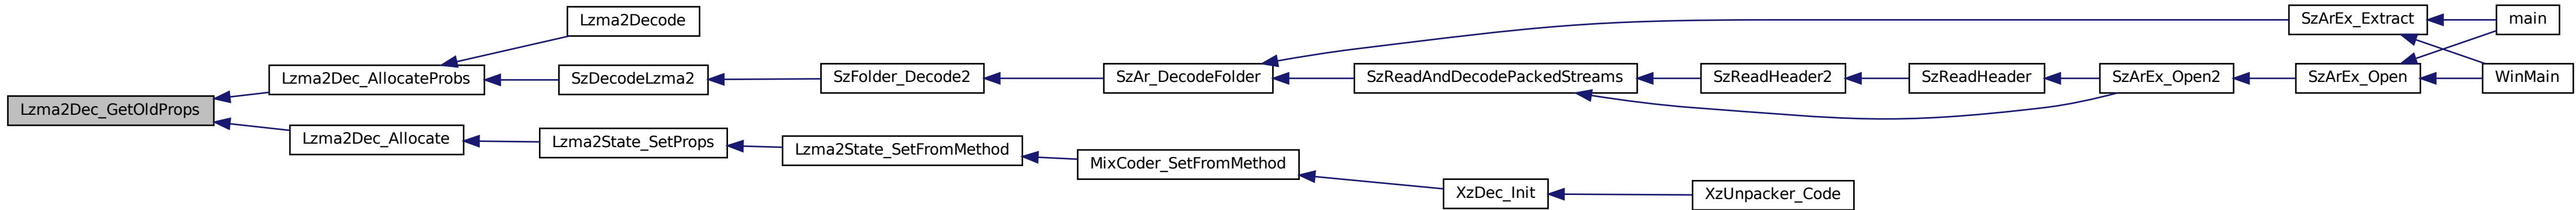 Lzma2Dec_GetOldProps
Lzma2Dec_AllocateProbs
Lzma2Decode
SzDecodeLzma2
SzFolder_Decode2
SzAr_DecodeFolder
SzArEx_Extract
main
WinMain
SzReadAndDecodePackedStreams
SzReadHeader2
SzReadHeader
SzArEx_Open2
SzArEx_Open
Lzma2Dec_Allocate
Lzma2State_SetProps
Lzma2State_SetFromMethod
MixCoder_SetFromMethod
XzDec_Init
XzUnpacker_Code